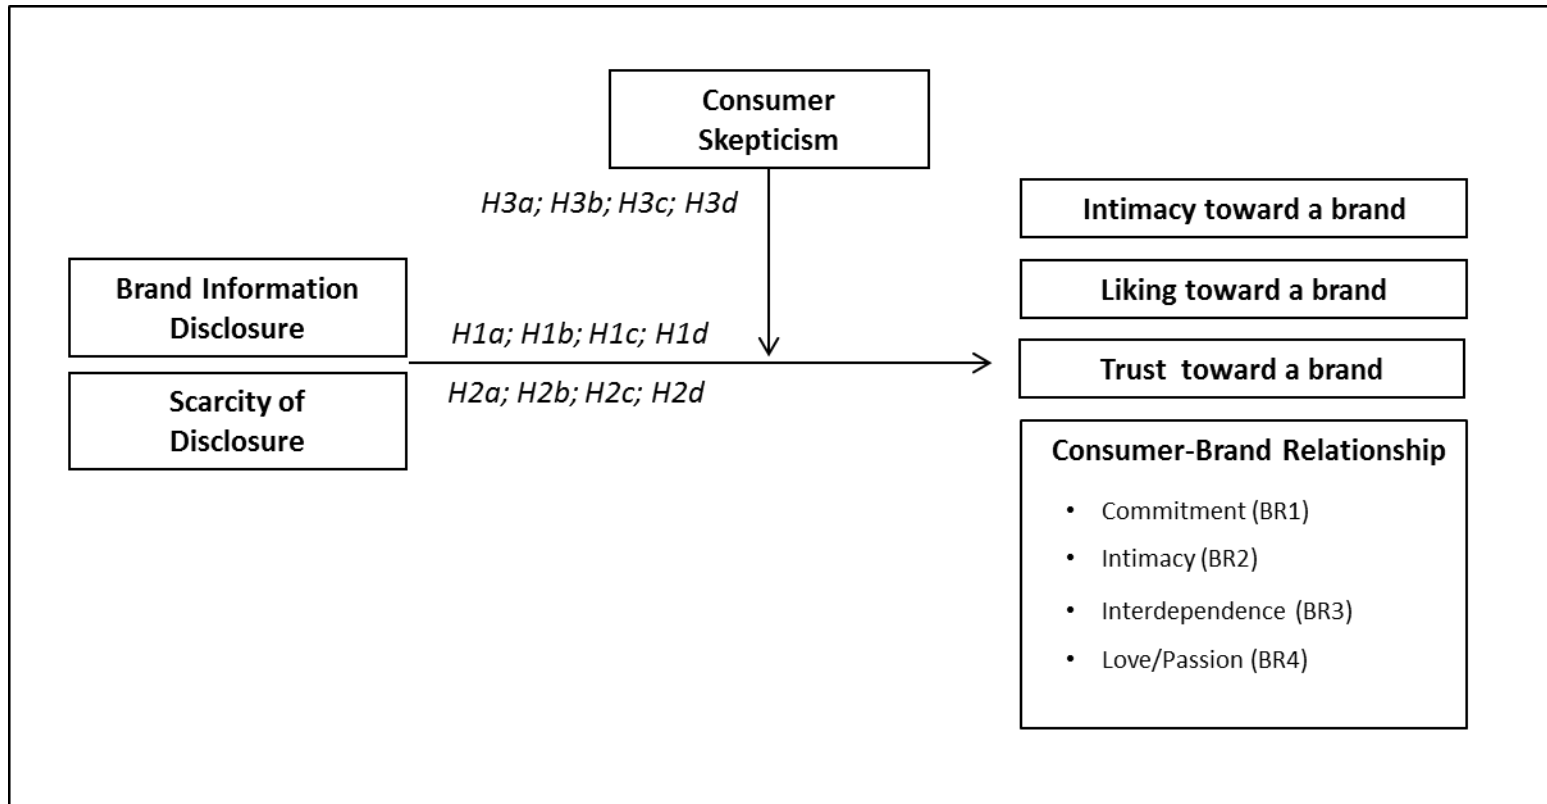 Consumer
Skepticism
H3a; H3b; H3c; H3d
Intimacy toward a brand
Brand Information
Disclosure
Liking toward a brand
H1a; H1b; H1c; H1d
Trust toward a brand
H2a; H2b; H2c; H2d
Scarcity of
Disclosure
Consumer-Brand Relationship
• Commitment (BR1)
• Intimacy (BR2)
• Interdependence (BR3)
• Love/Passion (BR4)